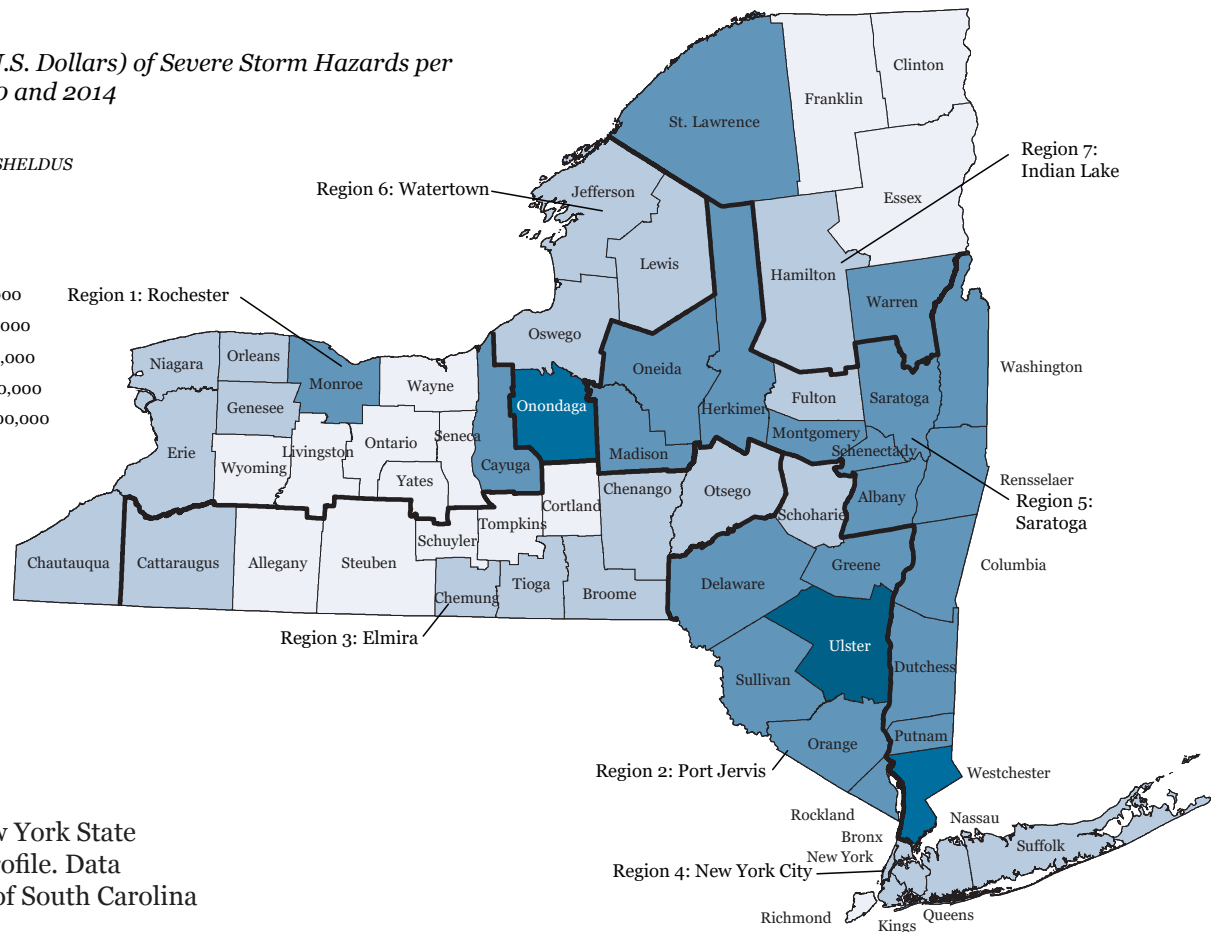 J.S. Dollars) of Severe Storm Hazards per
0 and 2014
SHELDUS
Clinton
Franklin
St. Lawrence
Region 7:
Indian Lake
Region 6: Watertown
Jefferson
Essex
Lewis
Hamilton
000
Region 1: Rochester
Warren
000
Oswego
,000
Niagara
Orleans
Washington
0,000
Monroe
Wayne
Oneida
00,000
Genesee
Onondaga
Herkimer
Fulton
Saratoga
Erie
Ontario
Seneca
Montgomery
Livingston
Schenectady
Wyoming
Cayuga
Madison
Yates
Chenango
Otsego
Albany
Rensselaer
Cortland
Region 5:
Saratoga
Tompkins
Schoharie
Schuyler
Chautauqua
Cattaraugus
Allegany
Steuben
Greene
Columbia
Delaware
Chemung
Tioga
Broome
Region 3: Elmira
Ulster
Dutchess
Sullivan
Putnam
Orange
Region 2: Port Jervis
Westchester
Rockland
Nassau
w York State
Bronx
Suffolk
rofile. Data
New York
Region 4: New York City
of South Carolina
Richmond
Kings
Queens